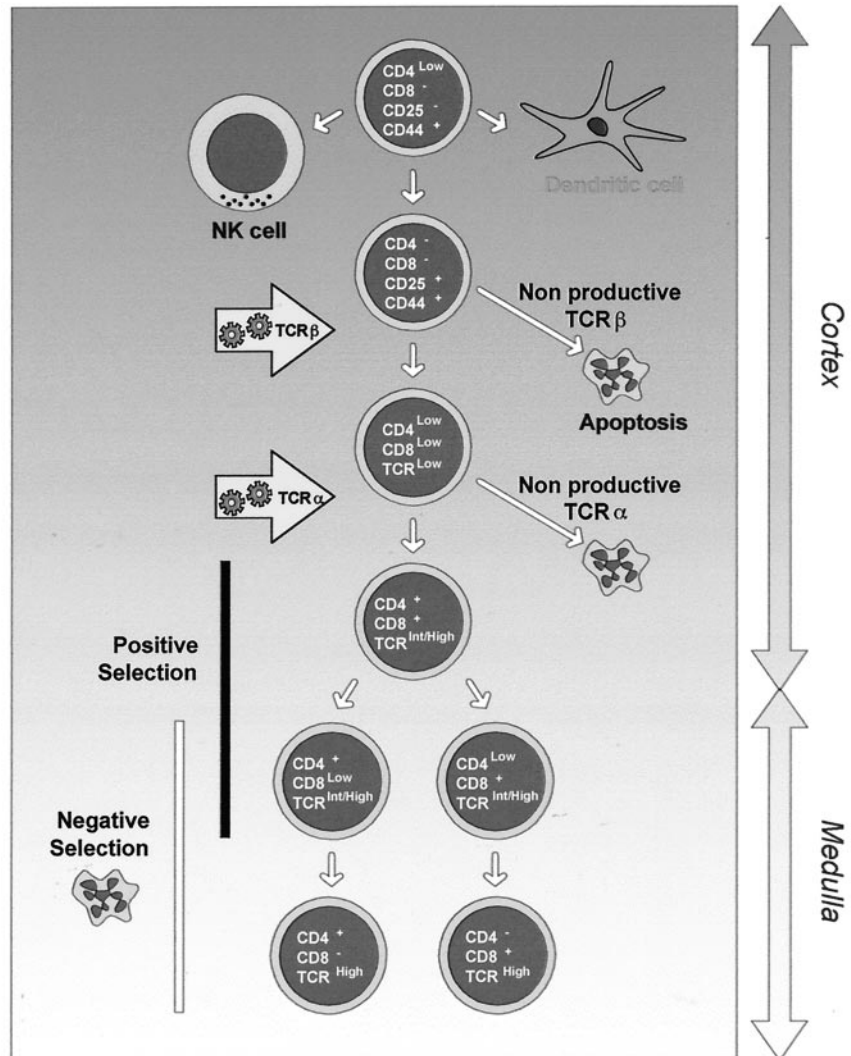 CD4 Low
CD8 -
CD25 -
CD44 +
NK cell
Dendritic cell
CD4 -
CD8 -
CD25 +
CD44 +
TCR β
Non productive
TCR β
Apoptosis
CD4 Low
CD8 Low
TCR Low
TCR α
Non productive
TCR α
CD4 +
CD8 +
TCR Int/High
Positive
Selection
CD4 +
CD8 Low
TCR Int/High
CD4 Low
CD8 +
TCR Int/High
Negative
Selection
CD4 +
CD8 -
TCR High
CD4 -
CD8 +
TCR High
Cortex
Medulla